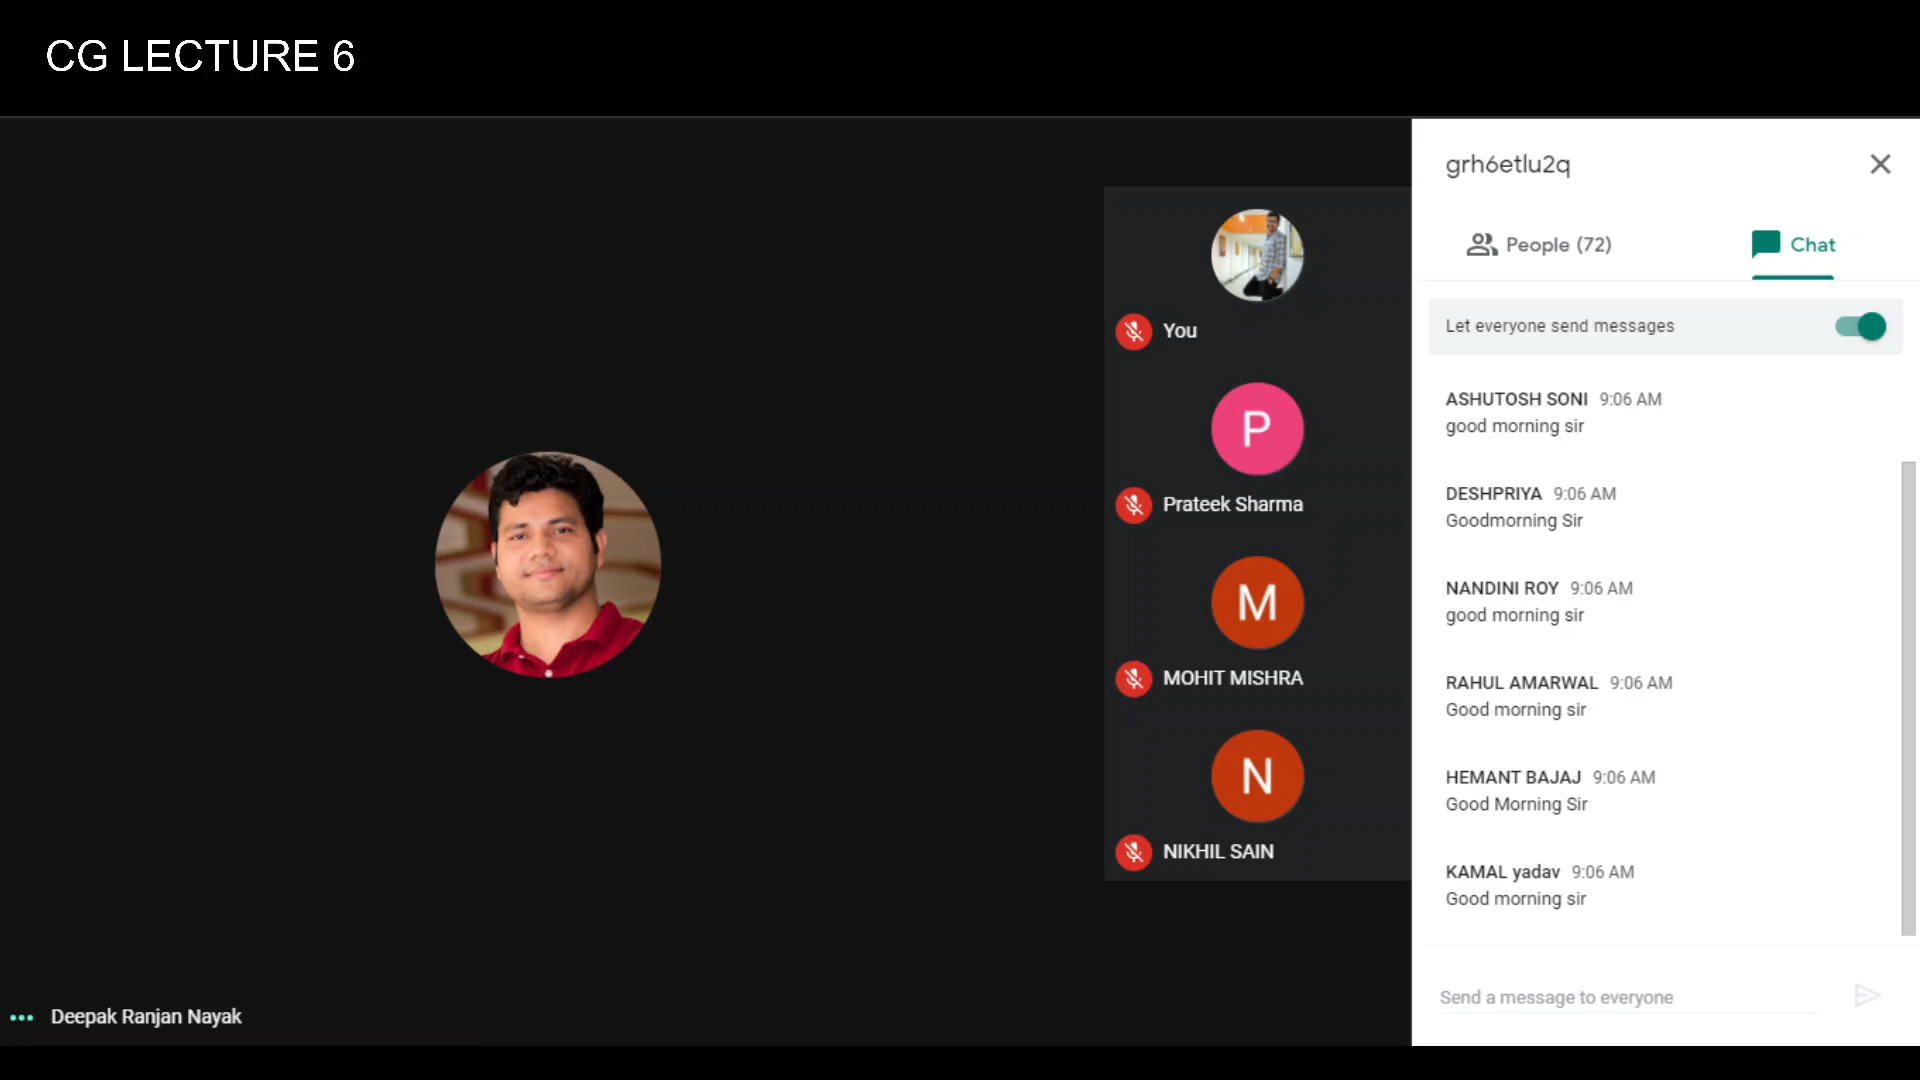 CG LECTURE 6
grh6etlu2q
People (72)
Chat
Let everyone send messages
You
P
Prateek Sharma
M
MOHIT MISHRA
N
NIKHIL SAIN
ASHUTOSH SONI 9:06 AM
good morning sir
DESHPRIYA 9:06 AM
Goodmorning Sir
NANDINI ROY 9:06 AM
good morning sir
RAHUL AMARWAL 9:06 AM
Good morning sir
HEMANT BAJAJ 9:06 AM
Good Morning Sir
KAMAL yadav 9:06 AM
Good morning sir
Send a message to everyone
Deepak Ranjan Nayak